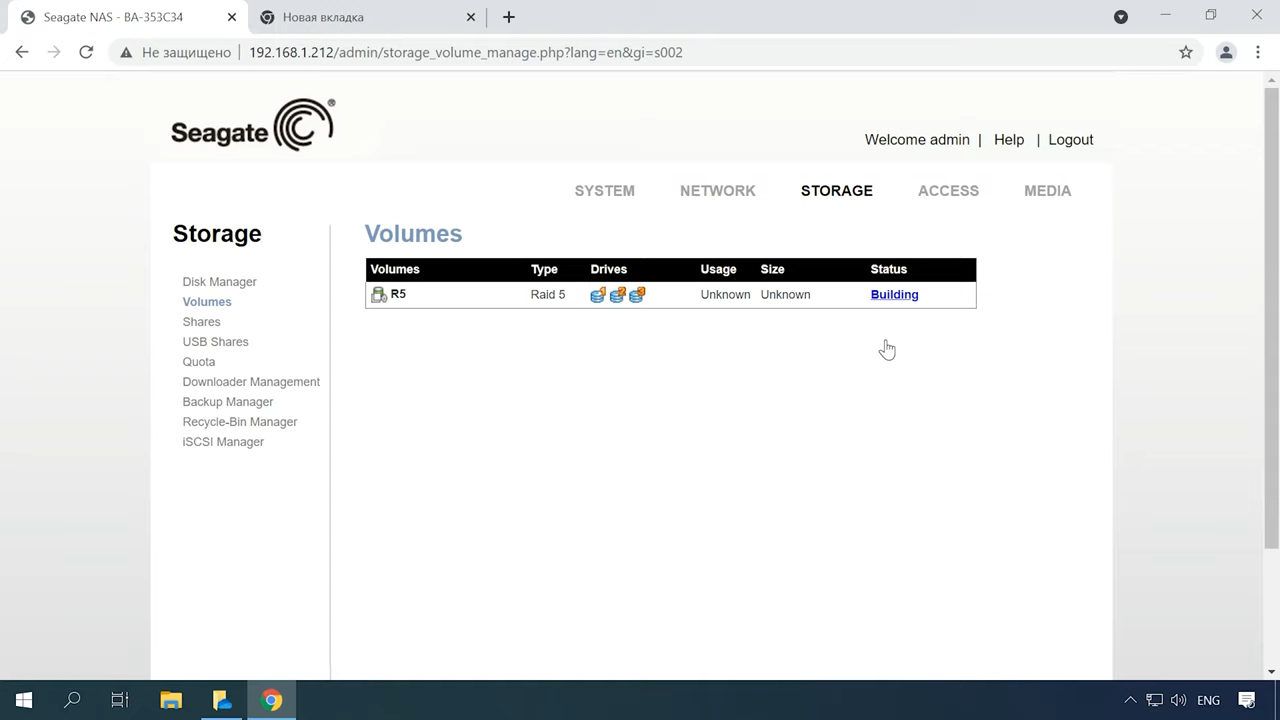 Seagate NAS - BA-353C34
Новая вкладка
Не защищено
192.168.1.212/admin/storage_volume_manage.php?lang=en&gi=s002
Seagate
Welcome admin | Help | Logout
SYSTEM NETWORK STORAGE ACCESS MEDIA
Storage
Disk Manager
Volumes
Shares
USB Shares
Quota
Downloader Management
Backup Manager
Recycle-Bin Manager
iSCSI Manager
Volumes
Volumes Type Drives Usage Size Status
R5 Raid 5 1 2 3 Unknown Unknown Building
ENG